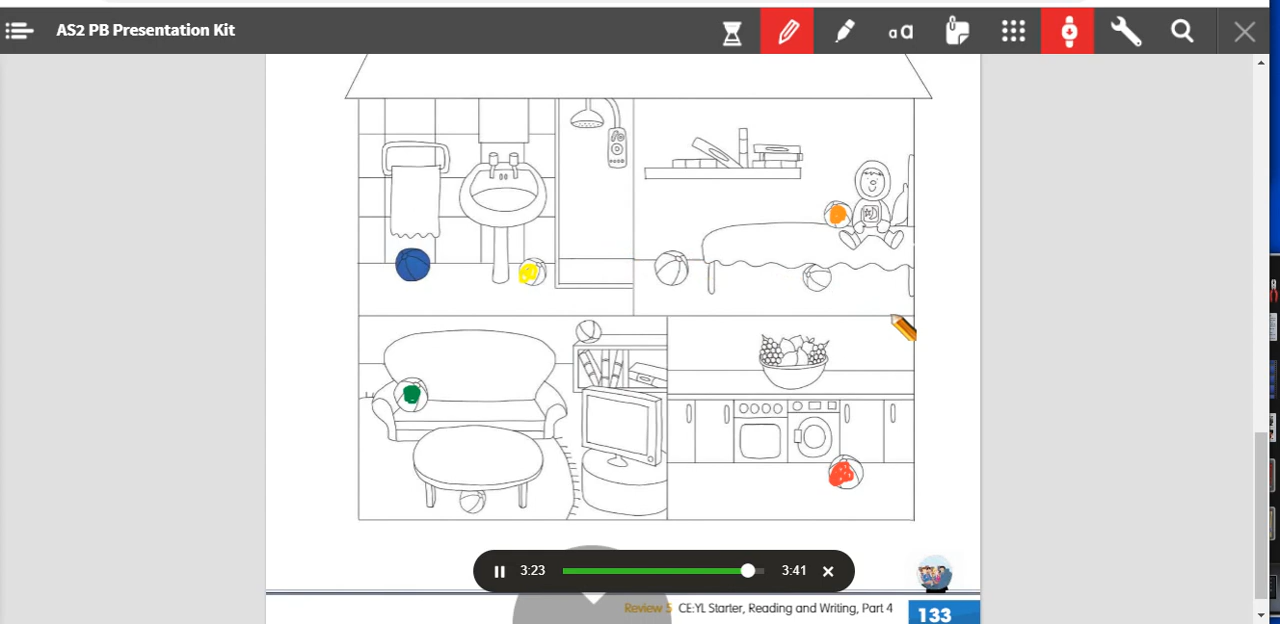 AS2 PB Presentation Kit
a a
3:23
3:41
Review 5 CE:YL Starter, Reading and Writing, Part 4
133